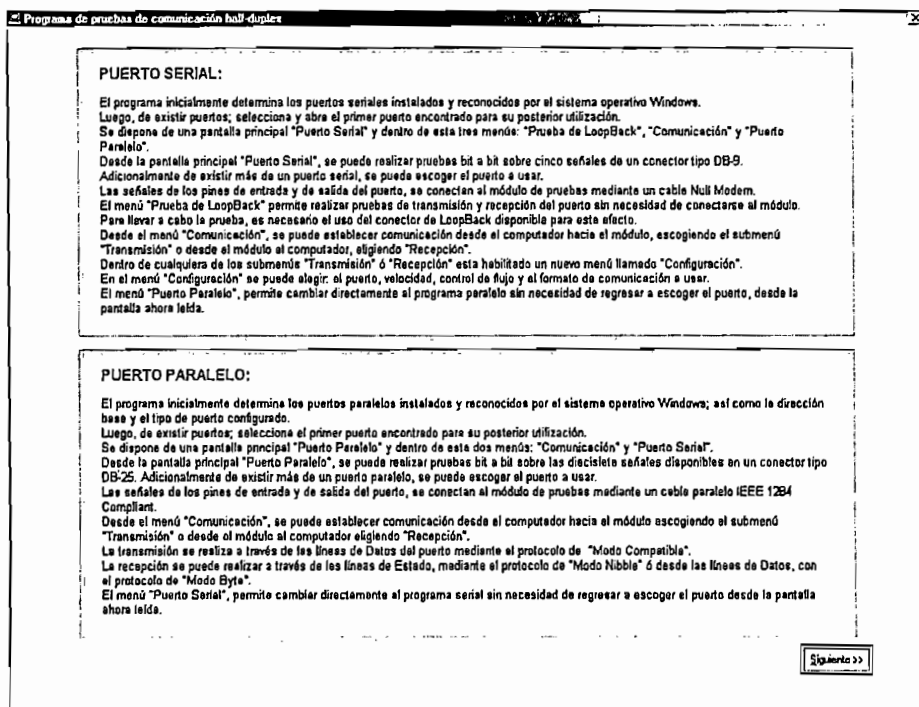 Programa de pruebas de comunicación half-duplex
PUERTO SERIAL:
El programa inicialmente determina los puertos seriales instalados y reconocidos por el sistema operativo Windows.
Luego, de existir puertos; selecciona y abre el primer puerto encontrado para su posterior utilización.
Se dispone de una pantalla principal "Puerto Serial" y dentro de esta tres menús: "Prueba de LoopBack", "Comunicación" y "Puerto
Paralelo".
Desde la pantalla principal "Puerto Serial", se puede realizar pruebas bit a bit sobre cinco señales de un conector tipo DB-9.
Adicionalmente de existir más de un puerto serial, se puede escoger el puerto a usar.
Las señales de los pines de entrada y de salida del puerto, se conectan al módulo de pruebas mediante un cable Null Modem.
El menú "Prueba de LoopBack" permite realizar pruebas de transmisión y recepción del puerto sin necesidad de conectarse al módulo.
Para llevar a cabo la prueba, es necesario el uso del conector de LoopBack disponible para este efecto.
Desde el menú "Comunicación", se puede establecer comunicación desde el computador hacia el módulo, escogiendo el submenú
"Transmisión" o desde el módulo al computador, eligiendo "Recepción".
Dentro de cualquiera de los submenús "Transmisión" ó "Recepción" esta habilitado un nuevo menú llamado "Configuración".
En el menú "Configuración" se puede elegir: el puerto, velocidad, control de flujo y el formato de comunicación a usar.
El menú "Puerto Paralelo", permite cambiar directamente al programa paralelo sin necesidad de regresar a escoger el puerto, desde la
pantalla ahora leída.
PUERTO PARALELO:
El programa inicialmente determina los puertos paralelos instalados y reconocidos por el sistema operativo Windows; así como la dirección
base y el tipo de puerto configurado.
Luego, de existir puertos; selecciona el primer puerto encontrado para su posterior utilización.
Se dispone de una pantalla principal "Puerto Paralelo" y dentro de esta dos menús: "Comunicación" y "Puerto Serial".
Desde la pantalla principal "Puerto Paralelo", se puede realizar pruebas bit a bit sobre las diecisiete señales disponibles en un conector tipo
DB-25. Adicionalmente de existir más de un puerto paralelo, se puede escoger el puerto a usar.
Las señales de los pines de entrada y de salida del puerto, se conectan al módulo de pruebas mediante un cable paralelo IEEE 1284
Compliant.
Desde el menú "Comunicación", se puede establecer comunicación desde el computador hacia el módulo escogiendo el submenú
"Transmisión" o desde el módulo al computador eligiendo "Recepción".
La transmisión se realiza a través de las líneas de Datos del puerto mediante el protocolo de "Modo Compatible".
La recepción se puede realizar a través de las líneas de Estado, mediante el protocolo de "Modo Nibble" ó desde las líneas de Datos, con
el protocolo de "Modo Byte".
El menú "Puerto Serial", permite cambiar directamente al programa serial sin necesidad de regresar a escoger el puerto desde la pantalla
ahora leída.
Siguiente >>